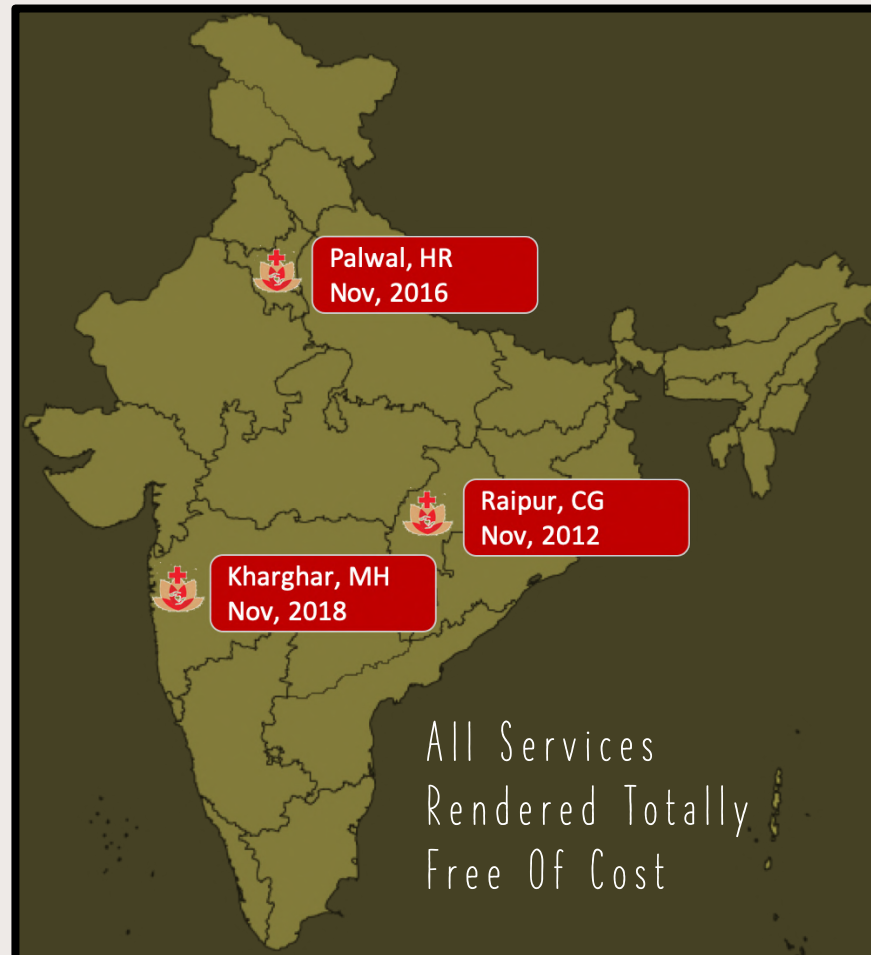 Palwal, HR
Nov, 2016
Raipur, CG
Nov, 2012
Kharghar, MH
Nov, 2018
All Services
Rendered Totally
Free Of Cost